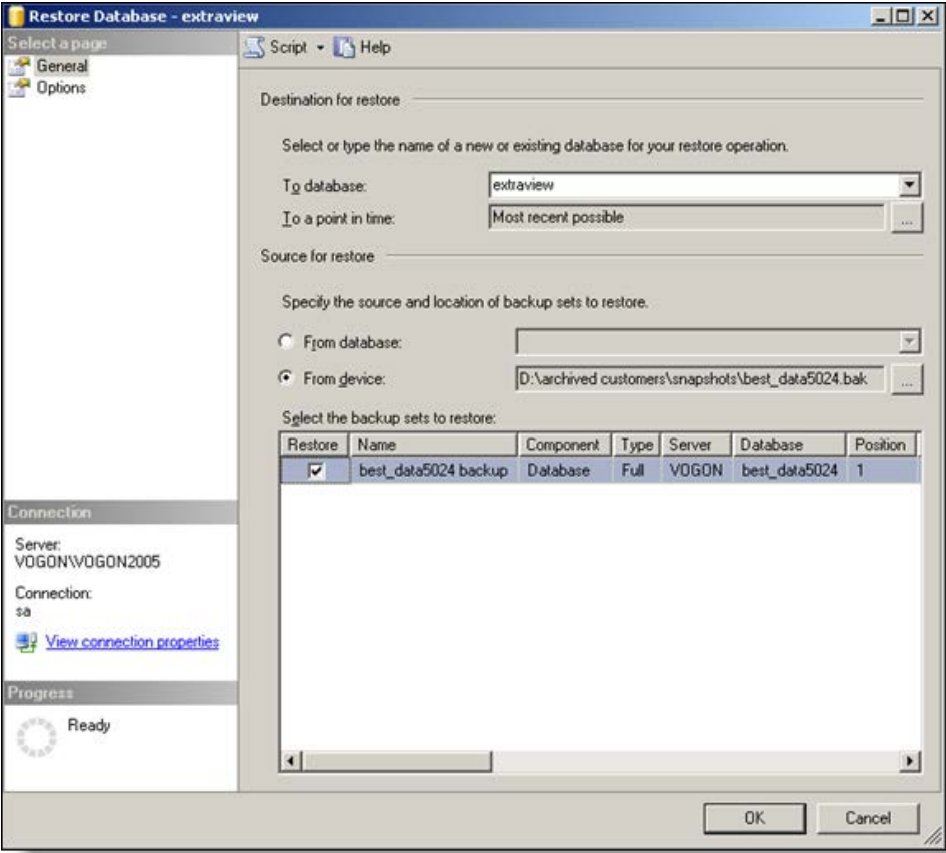 Restore Database - extraview
Select a page
General
Options
Script
Help
Destination for restore
Select or type the name of a new or existing database for your restore operation.
To database:
extraview
To a point in time:
Most recent possible
...
Source for restore
Specify the source and location of backup sets to restore.
From database:
From device:
D:\archived customers\snapshots\best_data5024.bak
...
Select the backup sets to restore:
Restore Name Component Type Server Database Position
best_data5024 backup Database Full VOGON best_data5024 1
Connection
Server:
VOGON\VOGON2005
Connection:
sa
View connection properties
Progress
Ready
OK Cancel